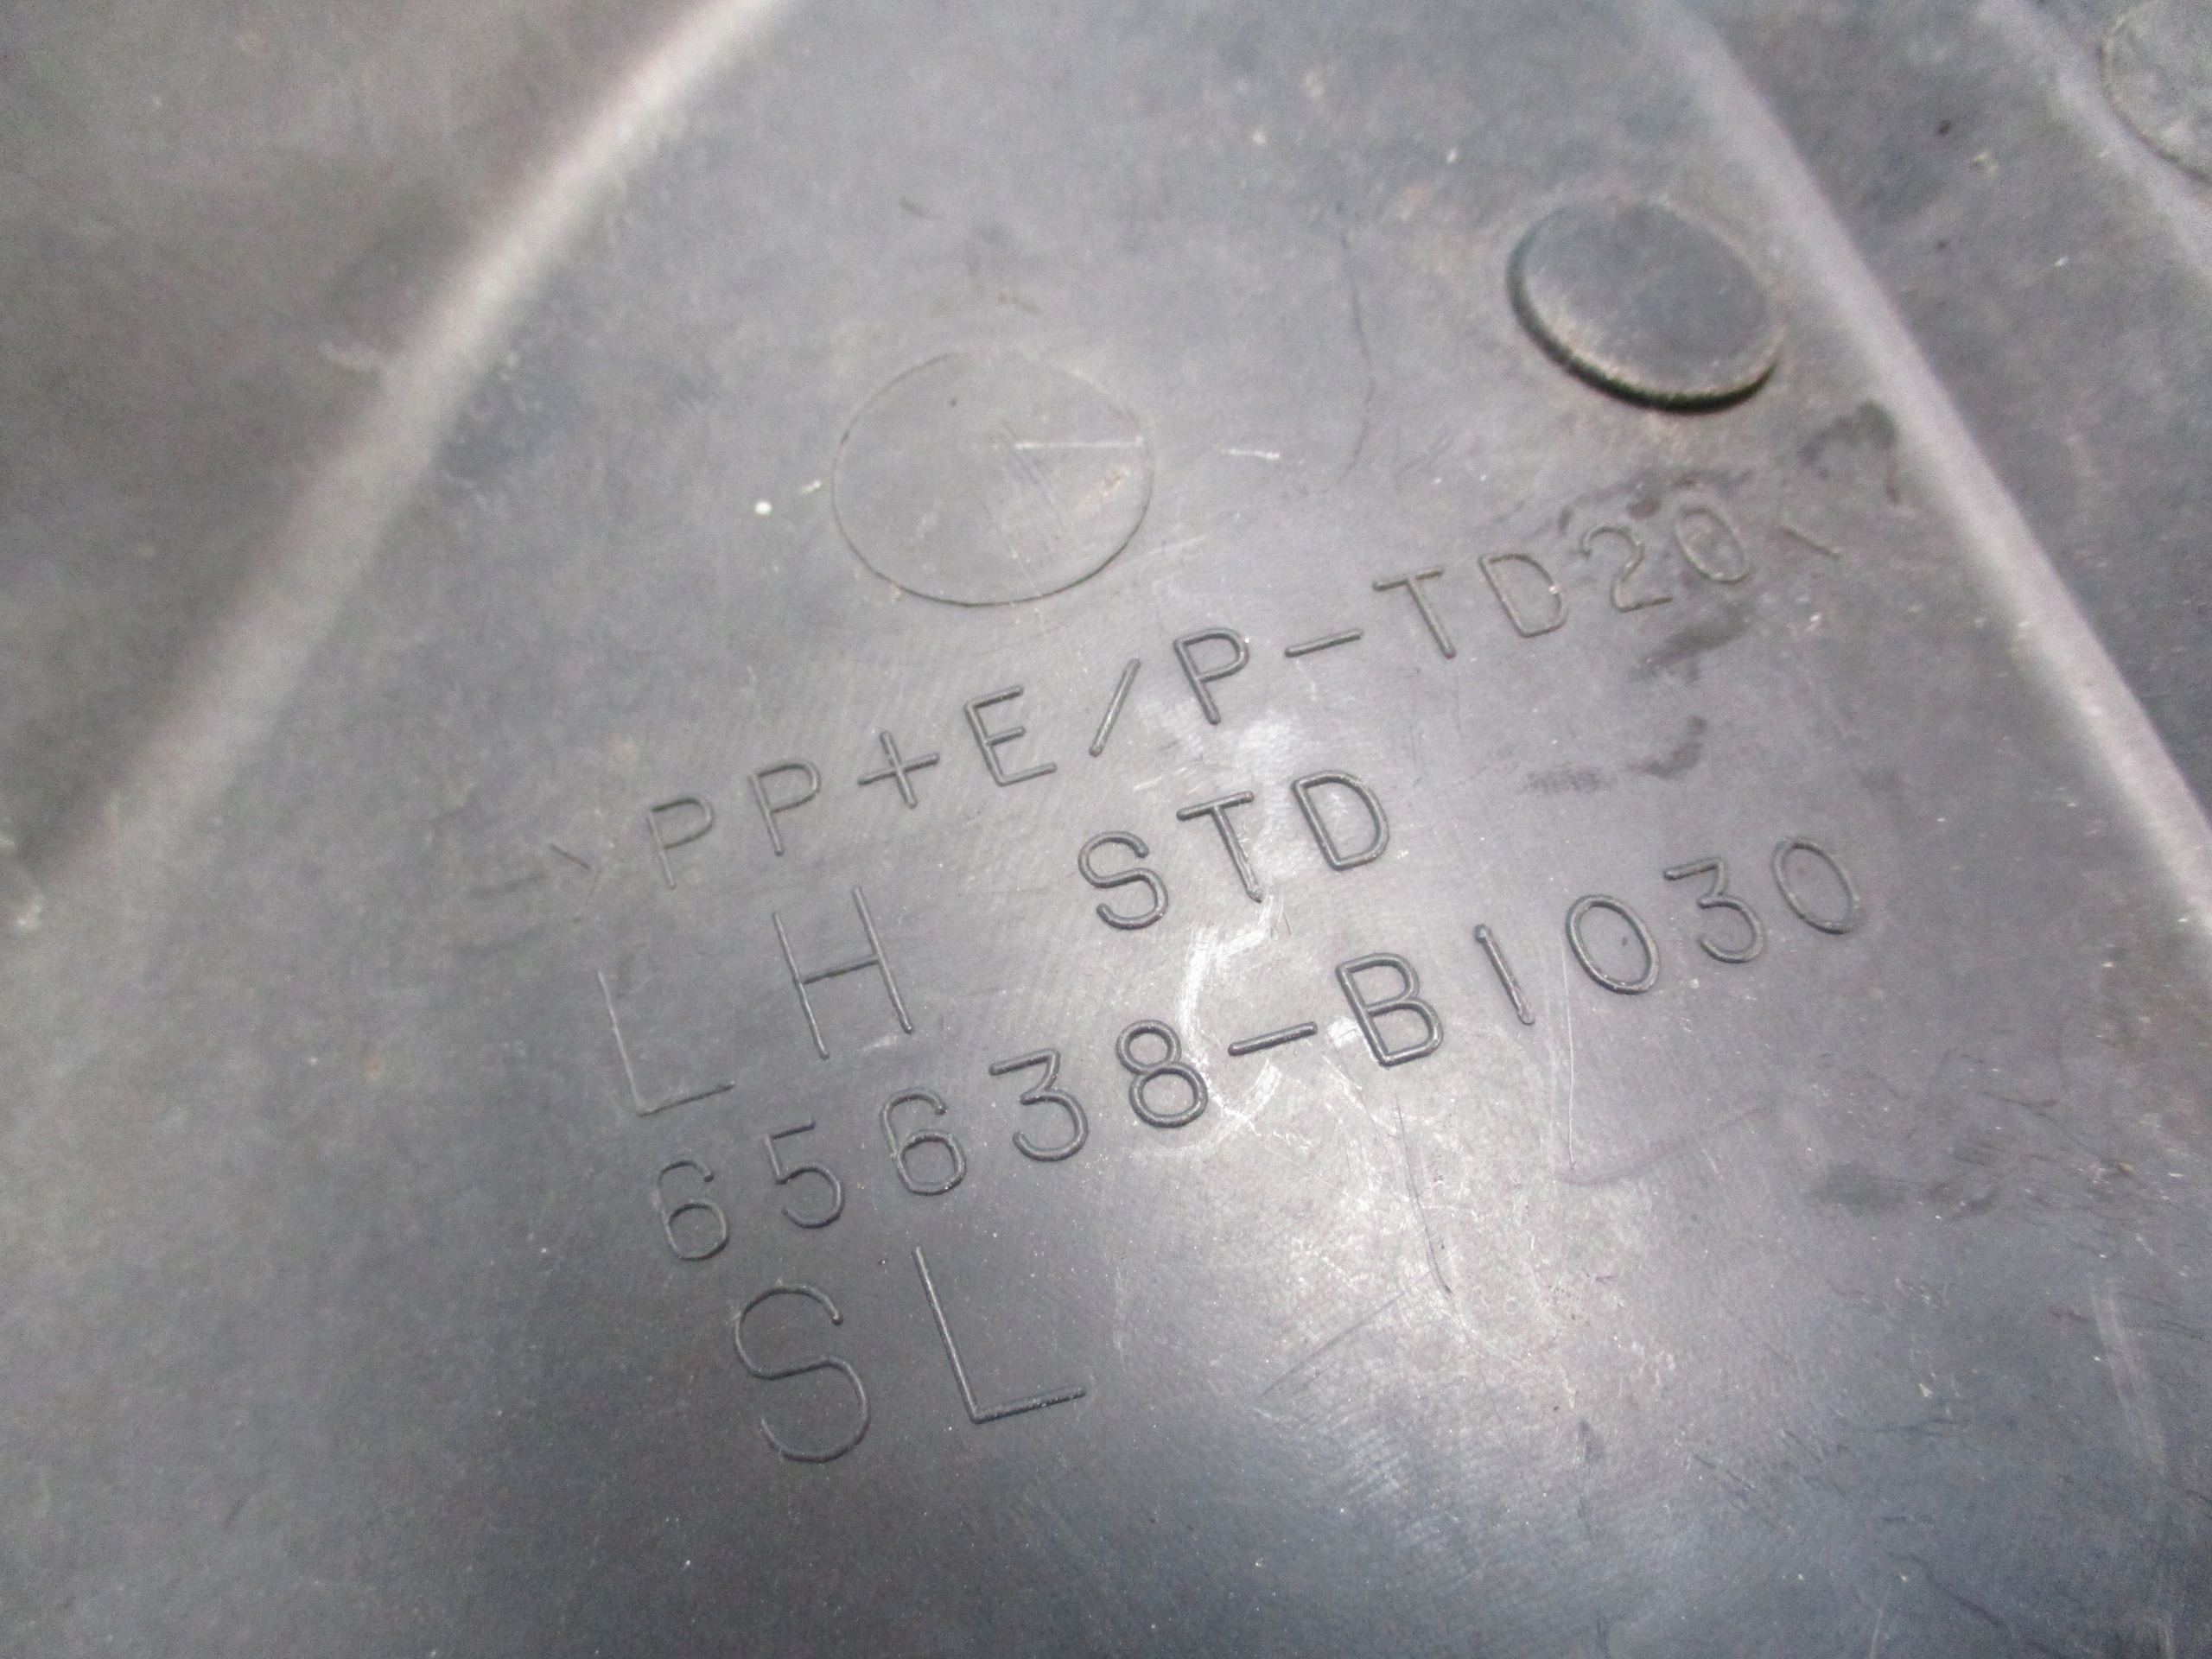 >PP+E/P-TD20<
LH STD
65638-B1030
SL